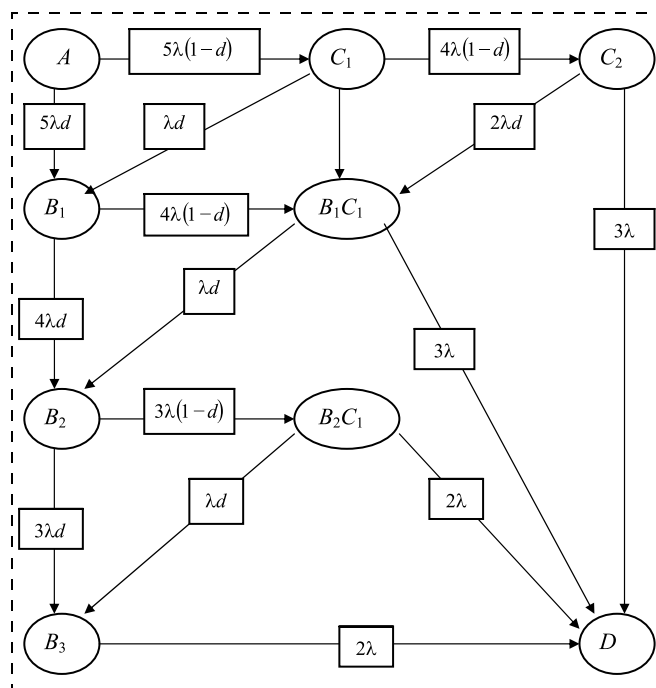 A 5λ(1−d) C₁ 4λ(1−d) C₂
5λd λd 2λd
B₁ 4λ(1−d) B₁C₁
3λ
λd
4λd
3λ
B₂ 3λ(1−d) B₂C₁
λd 2λ
3λd
B₃ 2λ D